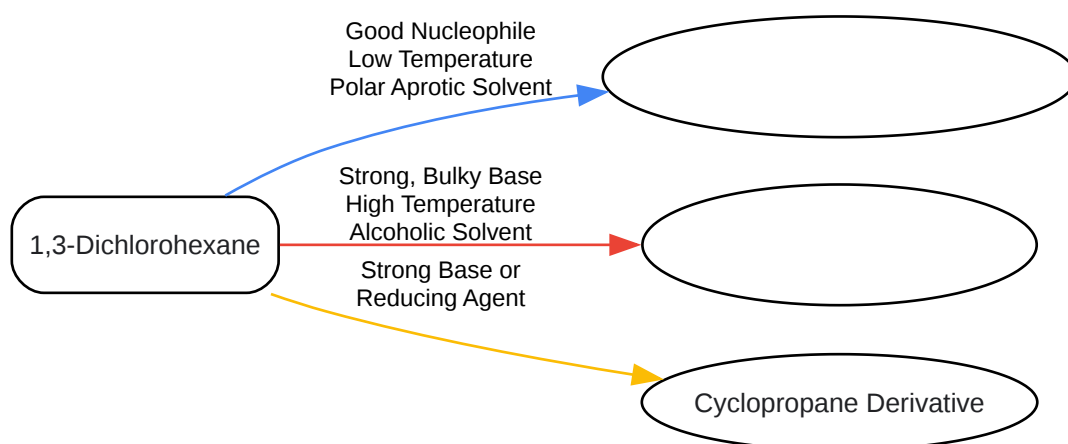 Good Nucleophile
Low Temperature
Polar Aprotic Solvent
Strong, Bulky Base
High Temperature
Alcoholic Solvent
1,3-Dichlorohexane
Strong Base or
Reducing Agent
Cyclopropane Derivative